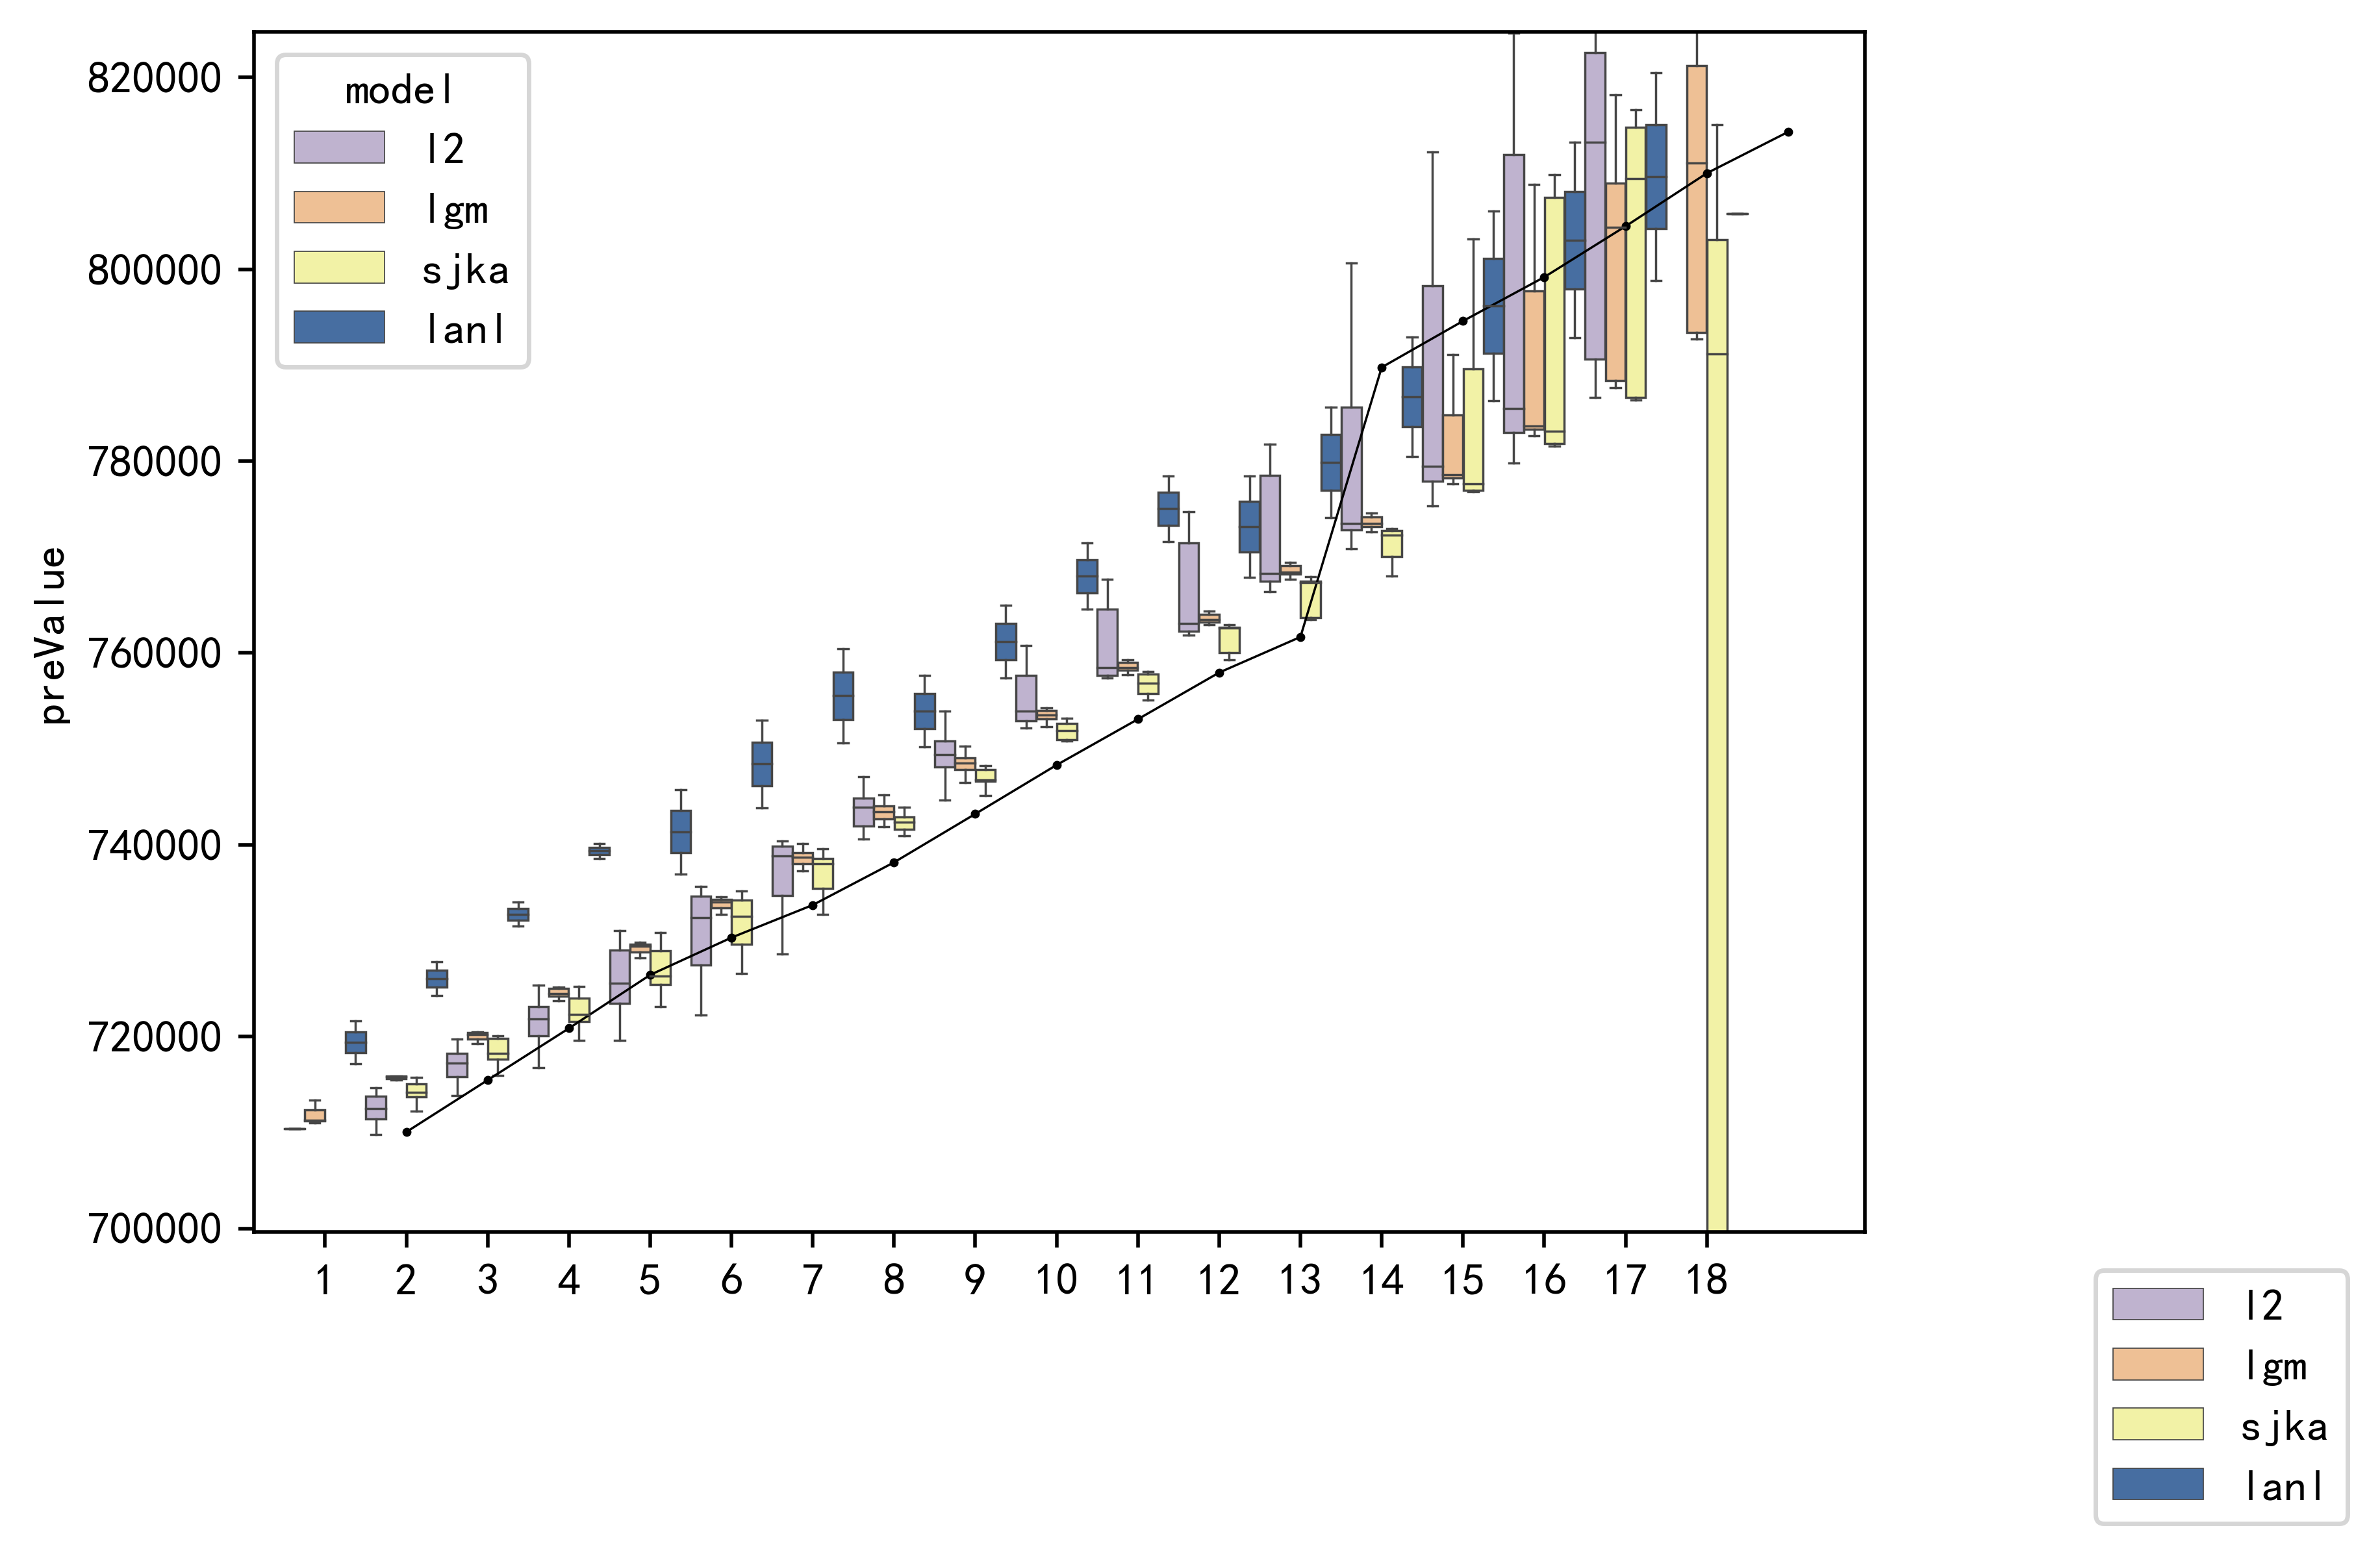 model
l2
lgm
sjka
lanl
820000
800000
780000
760000
740000
720000
700000
preValue
1 2 3 4 5 6 7 8 9 10 11 12 13 14 15 16 17 18
l2
lgm
sjka
lanl